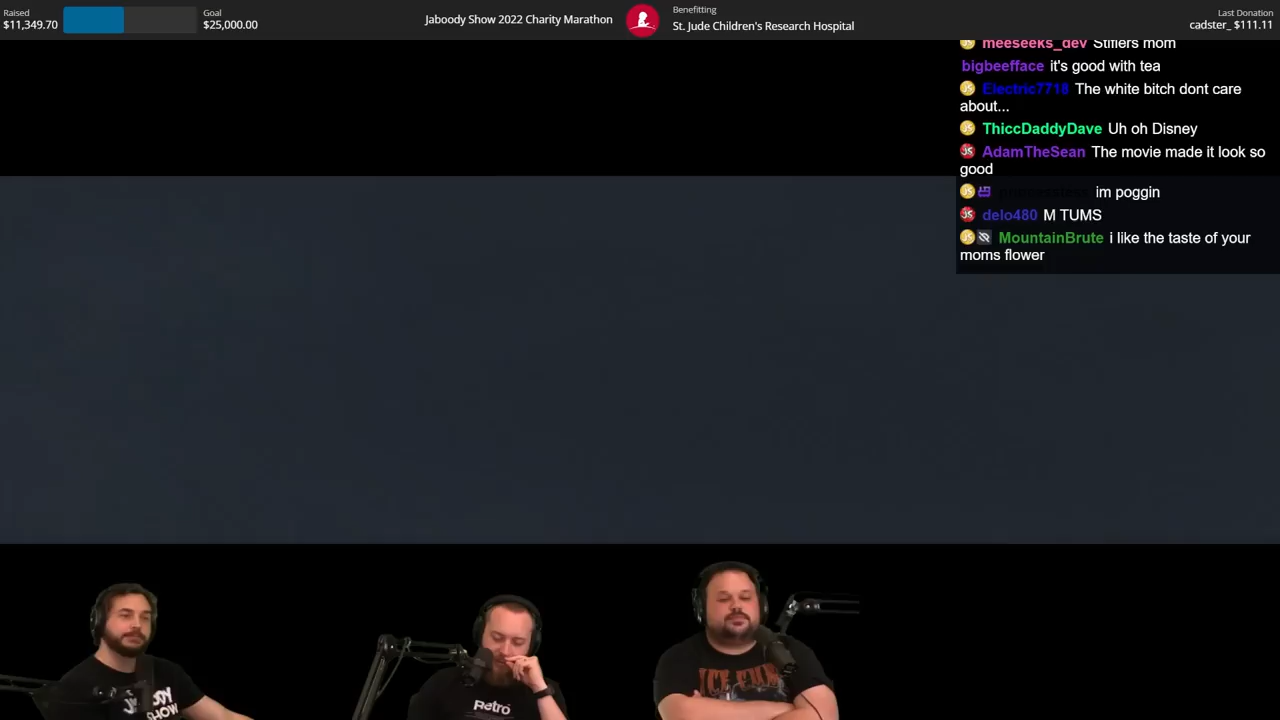 Raised
$11,349.70
Goal
$25,000.00
Jaboody Show 2022 Charity Marathon
Benefitting
St. Jude Children's Research Hospital
Last Donation
cadster_ $111.11
meeseeks_dev Stiflers mom
bigbeefface it's good with tea
Electric7718 The white bitch dont care
about...
ThiccDaddyDave Uh oh Disney
AdamTheSean The movie made it look so
good
im poggin
delo480 M TUMS
MountainBrute i like the taste of your
moms flower
SHOW
Retro
ICE CUBE